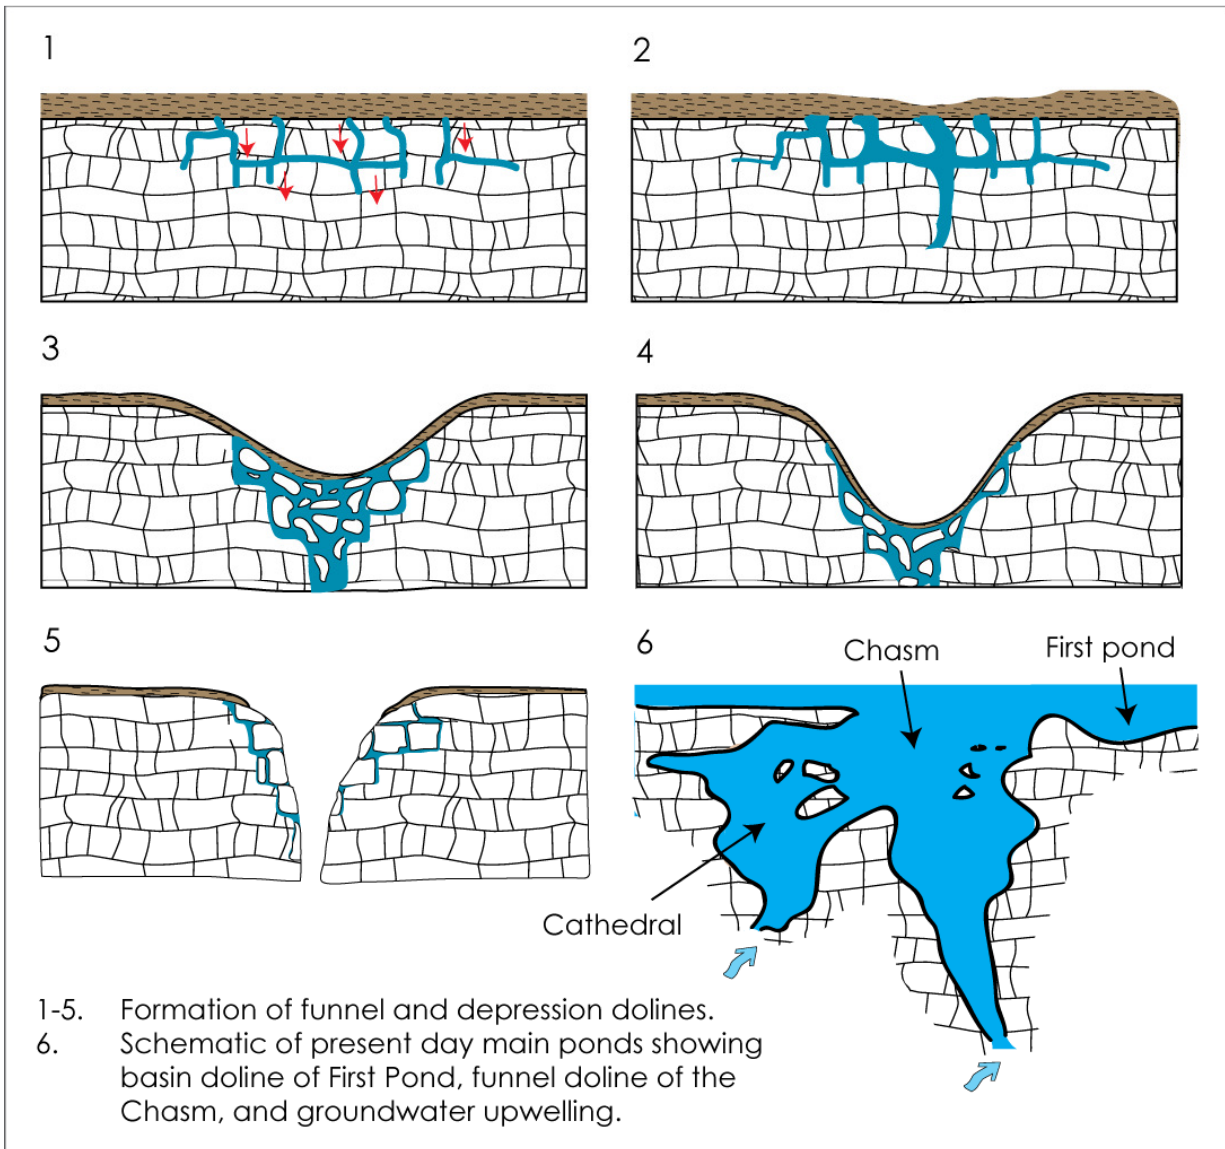 1
2
3
4
5
6
Chasm
First pond
Cathedral
1-5. Formation of funnel and depression dolines.
6. Schematic of present day main ponds showing
basin doline of First Pond, funnel doline of the
Chasm, and groundwater upwelling.